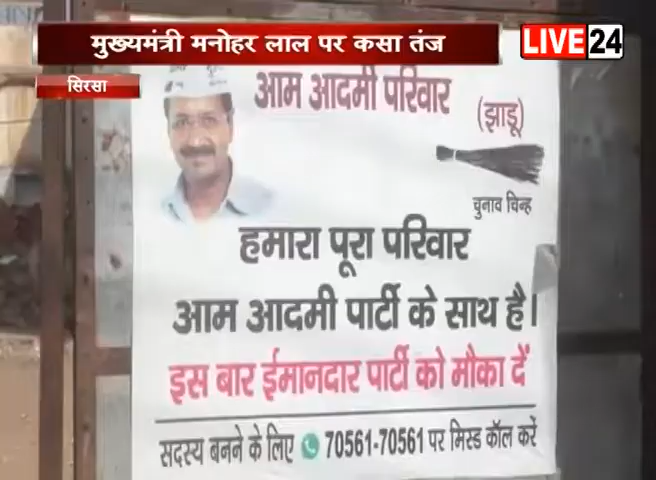 मुख्यमंत्री मनोहर लाल पर कसा तंज
LIVE24
सिरसा
आम आदमी परिवार
(झाडू)
चुनाव चिन्ह
हमारा पूरा परिवार
आम आदमी पार्टी के साथ है।
इस बार ईमानदार पार्टी को मौका दें
सदस्य बनने के लिए 70561-70561 पर मिस्ड कॉल करें